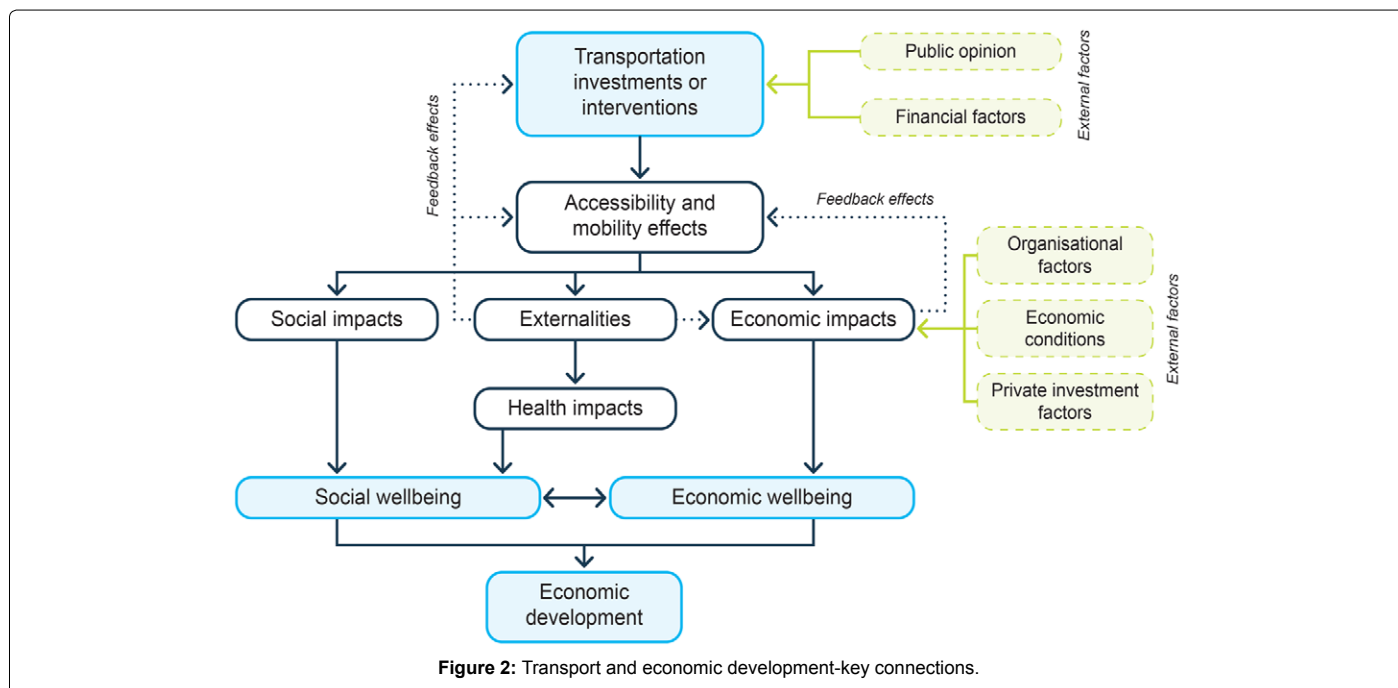 Transportation
investments or
interventions
Public opinion
Financial factors
External factors
Feedback effects
Accessibility and
mobility effects
Feedback effects
Organisational
factors
Economic
conditions
Private investment
factors
External factors
Social impacts
Externalities
Economic impacts
Health impacts
Social wellbeing
Economic wellbeing
Economic
development
Figure 2: Transport and economic development-key connections.